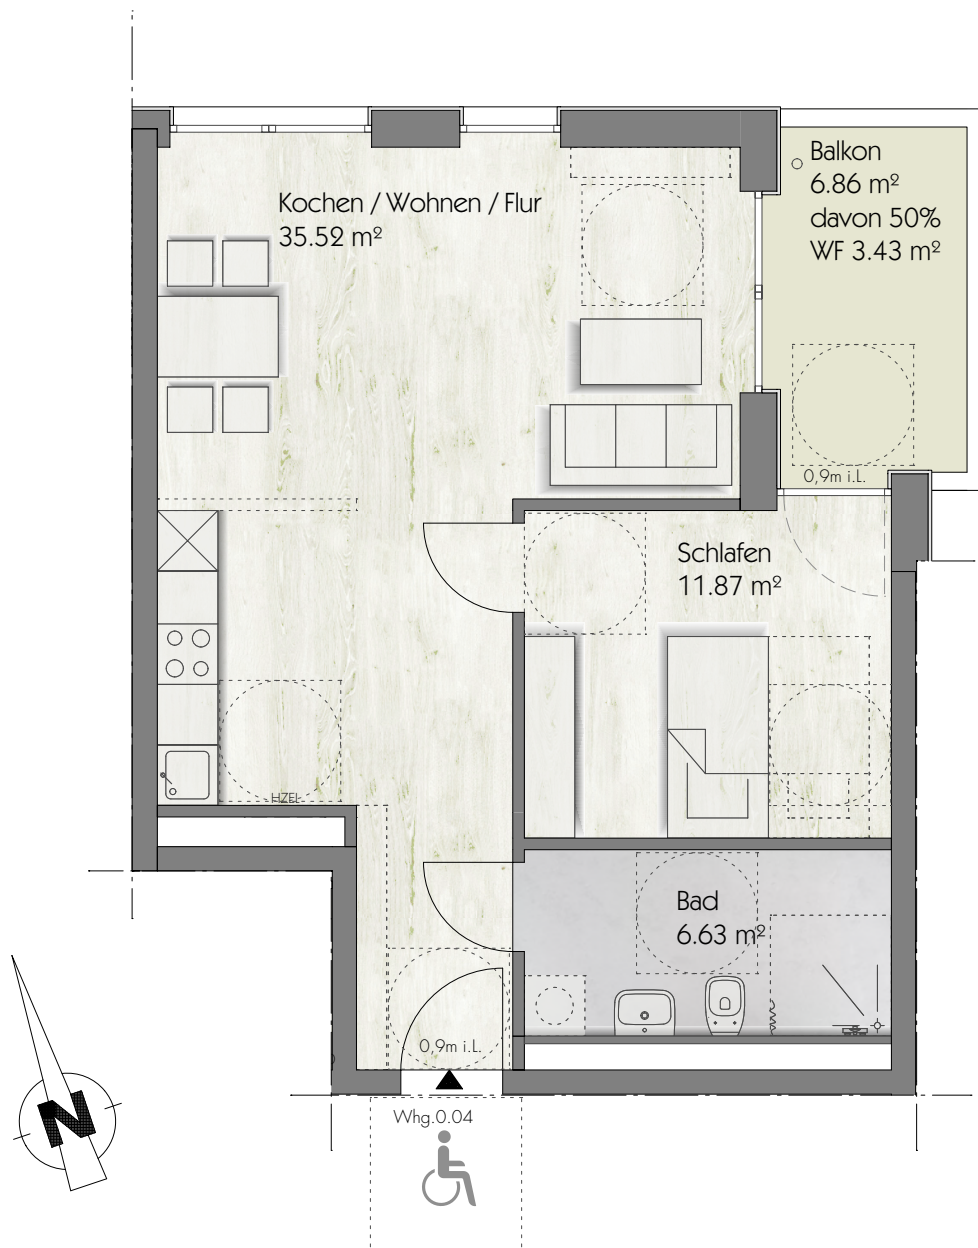 Balkon
6.86 m²
davon 50%
WF 3.43 m²
Kochen / Wohnen / Flur
35.52 m²
0,9m i.L.
Schlafen
11.87 m²
HZEL
Bad
6.63 m²
0,9m i.L.
N
Whg.0.04